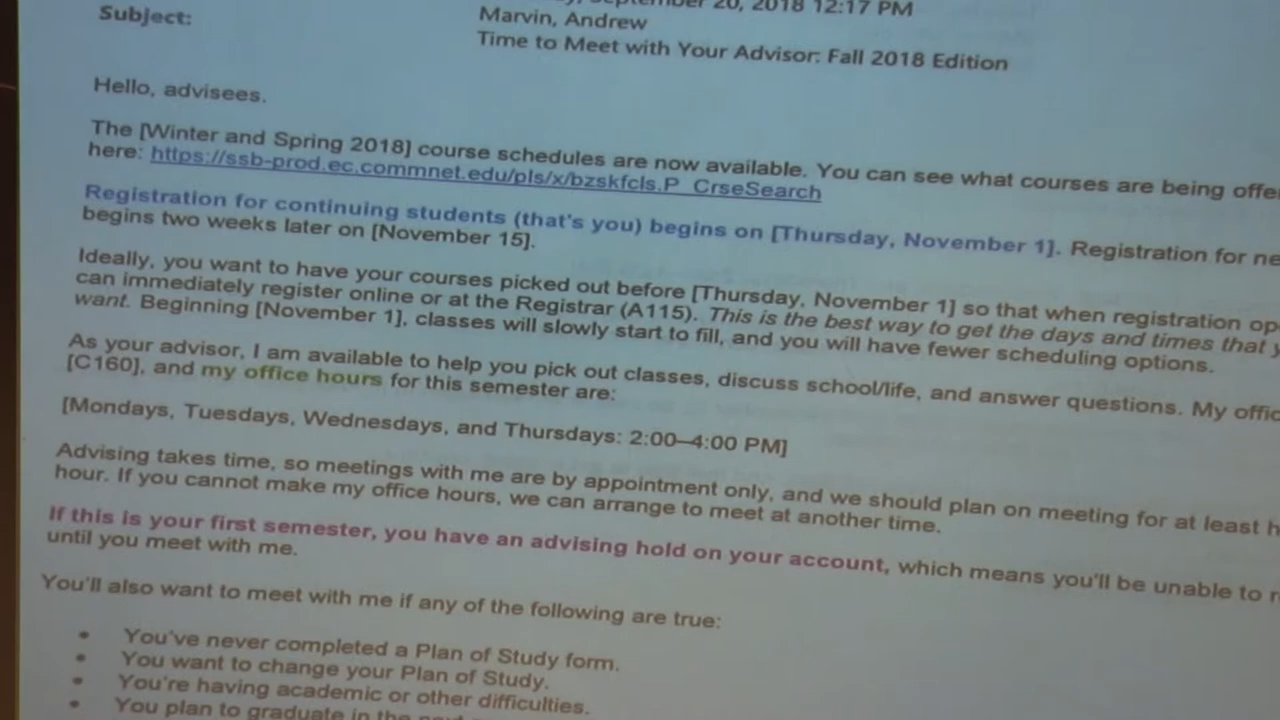 20, 2018 12:17 PM
Marvin, Andrew
Subject: Time to Meet with Your Advisor: Fall 2018 Edition
Hello, advisees.
The [Winter and Spring 2018] course schedules are now available. You can see what courses are being
here: https://ssb-prod.ec.commnet.edu/pls/x/bzskfcls.P_CrseSearch
Registration for continuing students (that's you) begins on [Thursday, November 1]. Registration for
begins two weeks later on [November 15].
Ideally, you want to have your courses picked out before [Thursday, November 1] so that when registration
can immediately register online or at the Registrar (A115). This is the best way to get the days and times that
want. Beginning [November 1], classes will slowly start to fill, and you will have fewer scheduling options.
As your advisor, I am available to help you pick out classes, discuss school/life, and answer questions. My
[C160], and my office hours for this semester are:
[Mondays, Tuesdays, Wednesdays, and Thursdays: 2:00–4:00 PM]
Advising takes time, so meetings with me are by appointment only, and we should plan on meeting for at least
hour. If you cannot make my office hours, we can arrange to meet at another time.
If this is your first semester, you have an advising hold on your account, which means you'll be unable to
until you meet with me.
You'll also want to meet with me if any of the following are true:
• You've never completed a Plan of Study form.
• You want to change your Plan of Study.
• You're having academic or other difficulties.
• You plan to graduate in the